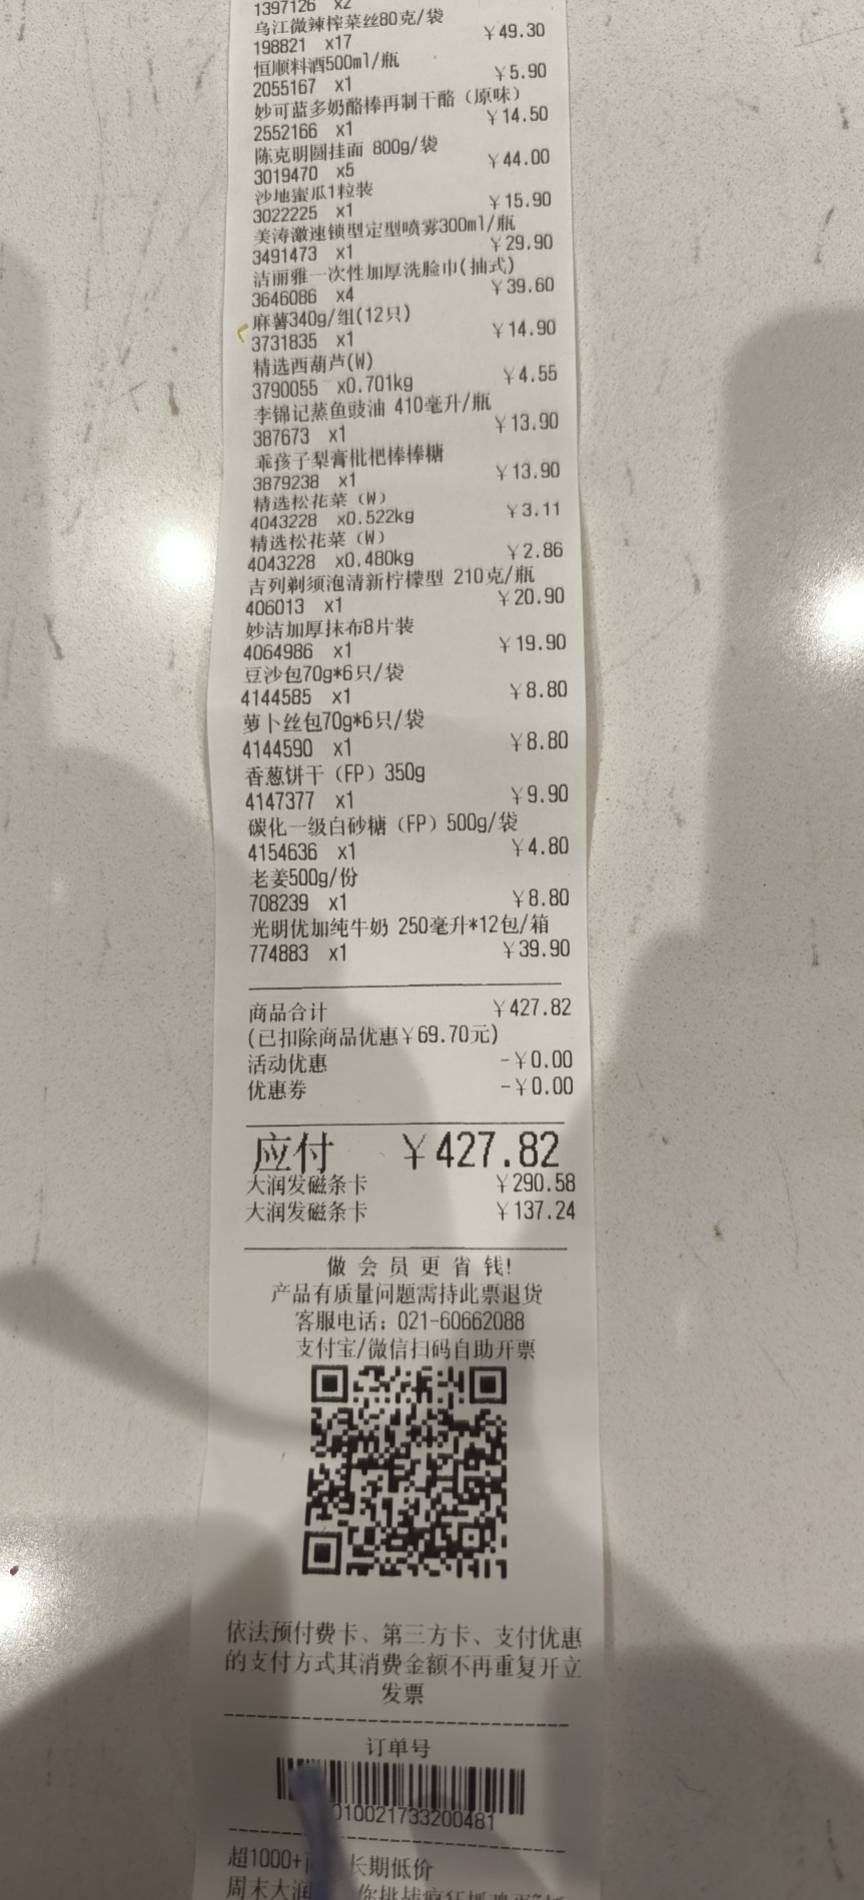 1397126 x2
乌江微辣榨菜丝80克/袋
198821 x17 ￥49.30
恒顺料酒500ml/瓶
2055167 x1 ￥5.90
妙可蓝多奶酪棒再制干酪（原味）
2552166 x1 ￥14.50
陈克明圆挂面 800g/袋
3019470 x5 ￥44.00
沙地蜜瓜1粒装
3022225 x1 ￥15.90
美涛澈速锁型定型喷雾300ml/瓶
3491473 x1 ￥29.90
洁丽雅一次性加厚洗脸巾(抽式)
3646086 x4 ￥39.60
麻薯340g/组(12只)
3731835 x1 ￥14.90
精选西葫芦(W)
3790055 x0.701kg ￥4.55
李锦记蒸鱼豉油 410毫升/瓶
387673 x1 ￥13.90
乖孩子梨膏枇杷棒棒糖
3879238 x1 ￥13.90
精选松花菜（W）
4043228 x0.522kg ￥3.11
精选松花菜（W）
4043228 x0.480kg ￥2.86
吉列剃须泡清新柠檬型 210克/瓶
406013 x1 ￥20.90
妙洁加厚抹布8片装
4064986 x1 ￥19.90
豆沙包70g*6只/袋
4144585 x1 ￥8.80
萝卜丝包70g*6只/袋
4144590 x1 ￥8.80
香葱饼干（FP）350g
4147377 x1 ￥9.90
碳化一级白砂糖（FP）500g/袋
4154636 x1 ￥4.80
老姜500g/份
708239 x1 ￥8.80
光明优加纯牛奶 250毫升*12包/箱
774883 x1 ￥39.90
商品合计 ￥427.82
(已扣除商品优惠￥69.70元)
活动优惠 -￥0.00
优惠券 -￥0.00
应付 ￥427.82
大润发磁条卡 ￥290.58
大润发磁条卡 ￥137.24
做会员更省钱!
产品有质量问题需持此票退货
客服电话：021-60662088
支付宝/微信扫码自助开票
依法预付费卡、第三方卡、支付优惠
的支付方式其消费金额不再重复开立
发票
订单号
010021733200481
超1000+ 长期低价
周末大润